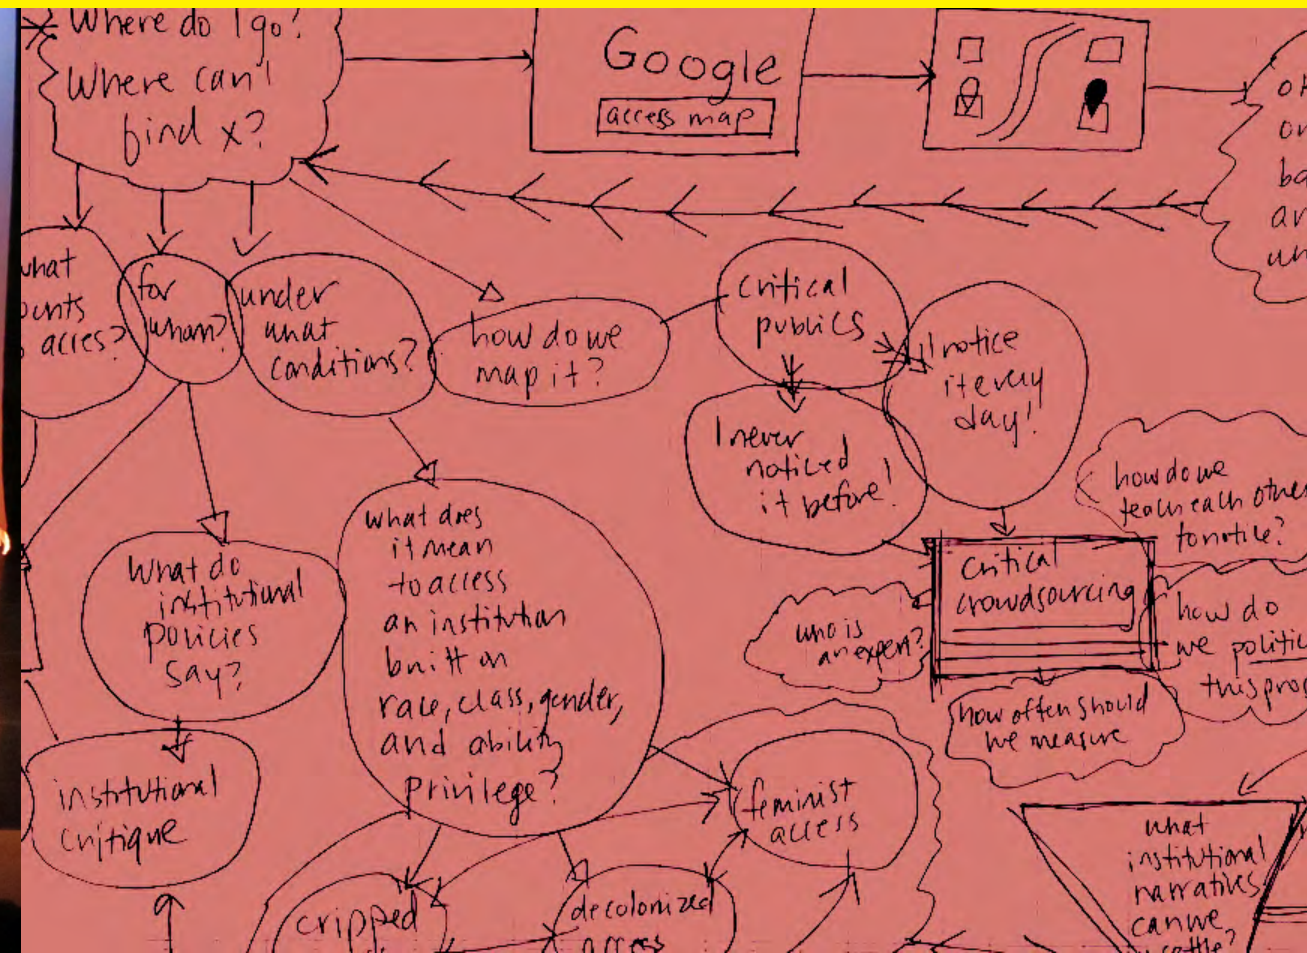 Where do I go?
Where can I
find x?
Google
access map
what
acces?
for
whom?
under
what
conditions?
how do we
map it?
critical
publics
I notice
it every
day!!
I never
noticed
it before!
how do we
teach each other
to notice?
critical
crowdsourcing
who is
an expert?
how do
we
this
how often should
we measure
What do
institutional
policies
say?
What does
it mean
to access
an institution
built on
race, class, gender,
and ability
privilege?
institutional
critique
feminist
access
cripped
decolonized
access
what
institutional
narratives
can we